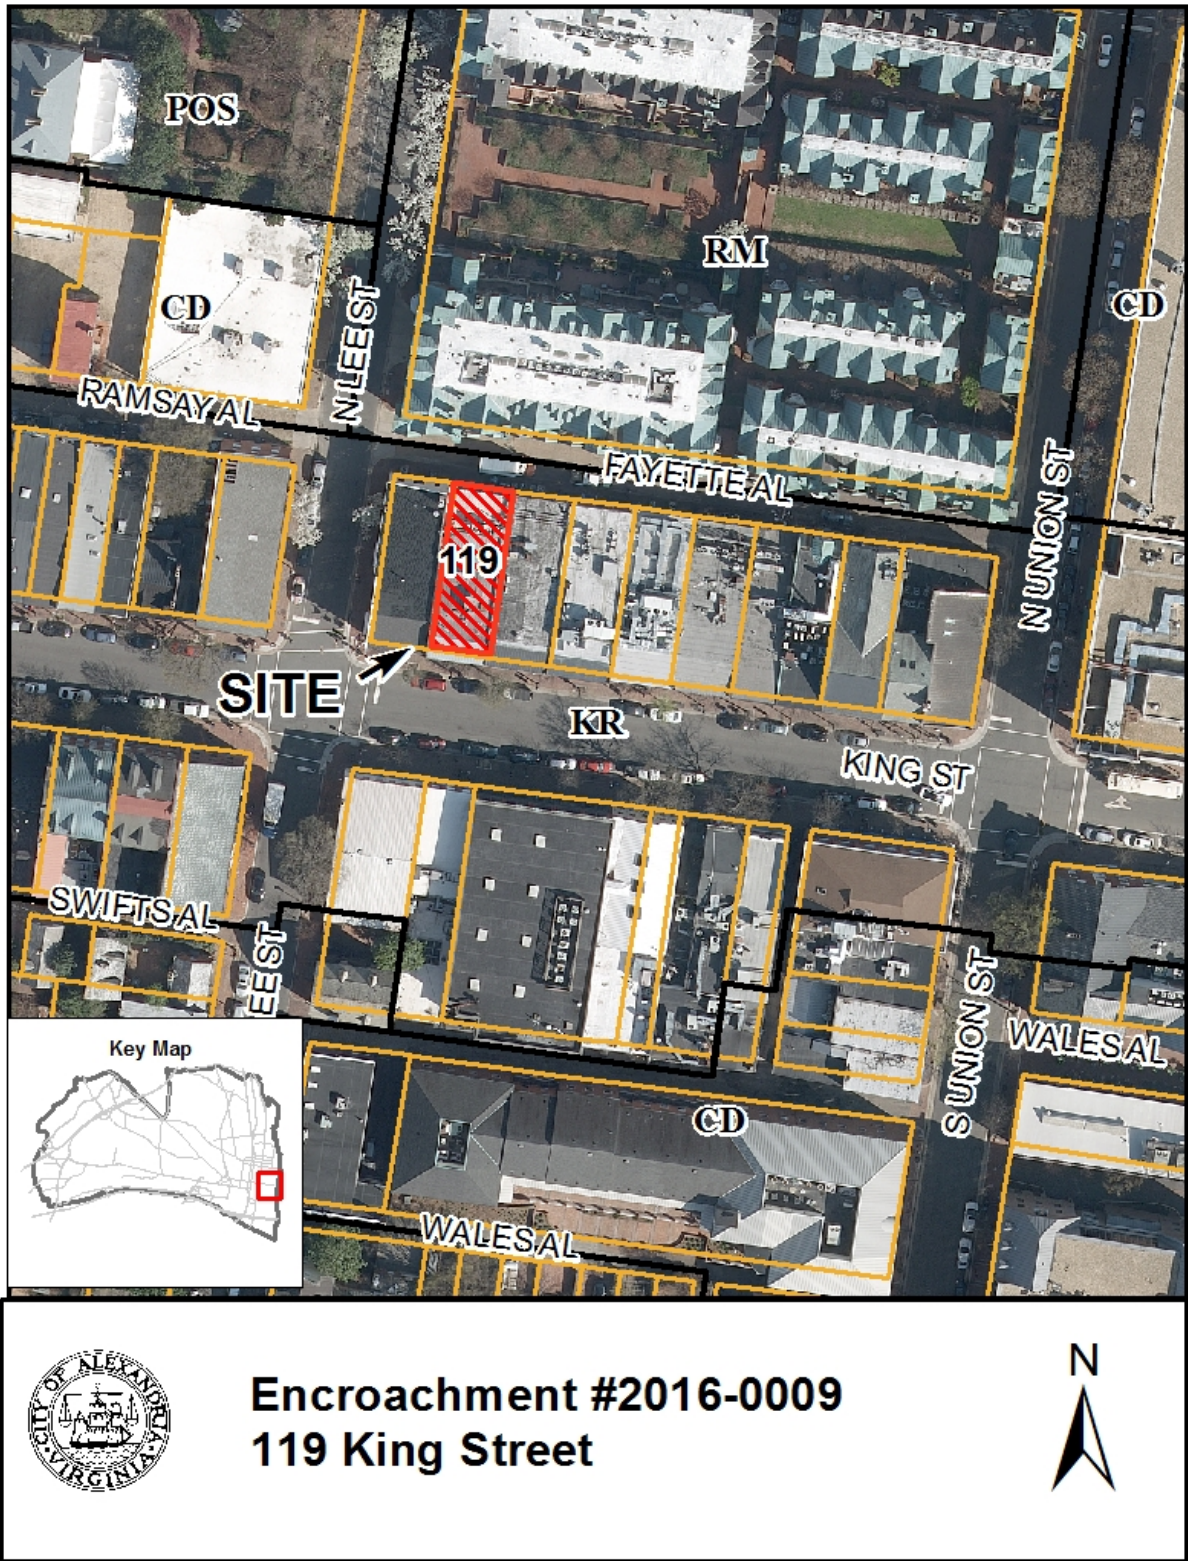 POS
RM
CD
CD
N LEE ST
RAMSAY AL
FAYETTE AL
N UNION ST
119
SITE
KR
KING ST
SWIFTS AL
EE ST
S UNION ST
WALES AL
Key Map
CD
WALES AL
CITY OF ALEXANDRIA
VIRGINIA
Encroachment #2016-0009
119 King Street
N